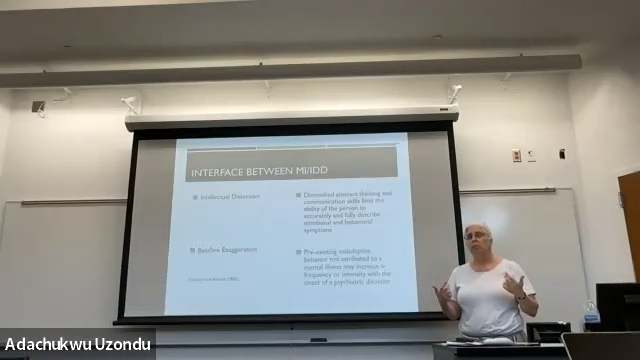 INTERFACE BETWEEN MI/IDD
Intellectual Distortion
Diminished abstract thinking and
communication skills limit the
ability of the person to
accurately and fully describe
emotional and behavioral
symptoms
Baseline Exaggeration
Pre-existing maladaptive
behavior not attributed to a
mental illness may increase in
frequency or intensity with the
onset of a psychiatric disorder
Adachukwu Uzondu